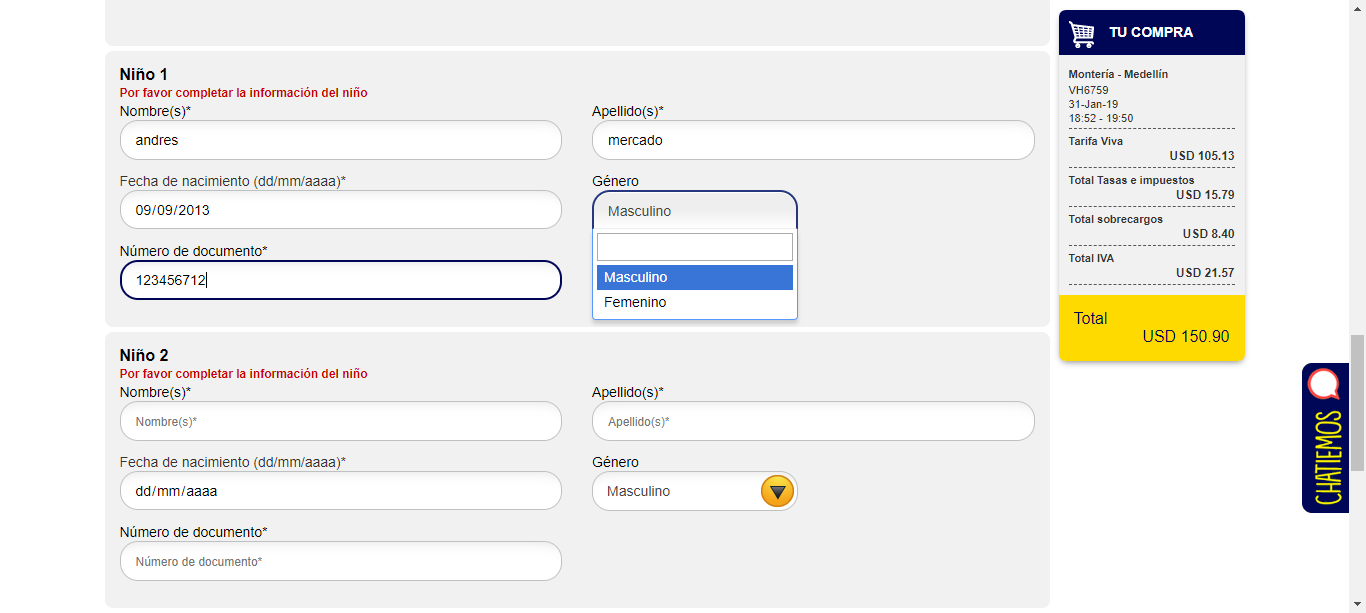 Niño 1
Por favor completar la información del niño
Nombre(s)*
Apellido(s)*
andres
mercado
Fecha de nacimiento (dd/mm/aaaa)*
Género
09/09/2013
Masculino
Número de documento*
123456712
Masculino
Femenino
Niño 2
Por favor completar la información del niño
Nombre(s)*
Apellido(s)*
Nombre(s)*
Apellido(s)*
Fecha de nacimiento (dd/mm/aaaa)*
Género
dd/mm/aaaa
Masculino
Número de documento*
Número de documento*
TU COMPRA
Montería - Medellín
VH6759
31-Jan-19
18:52 - 19:50
Tarifa Viva
USD 105.13
Total Tasas e impuestos
USD 15.79
Total sobrecargos
USD 8.40
Total IVA
USD 21.57
Total
USD 150.90
CHATIEMOS